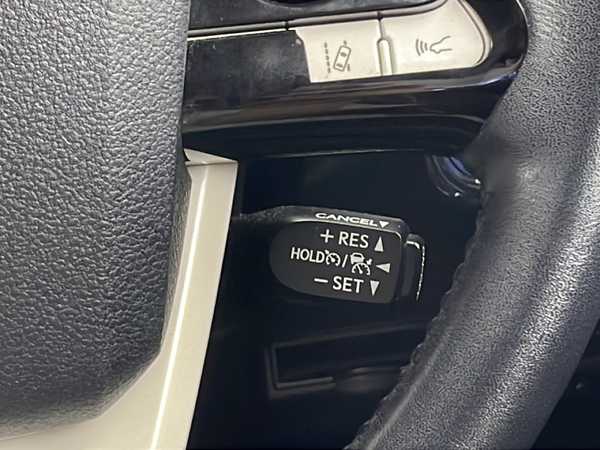 CANCEL
+ RES
HOLD /
- SET